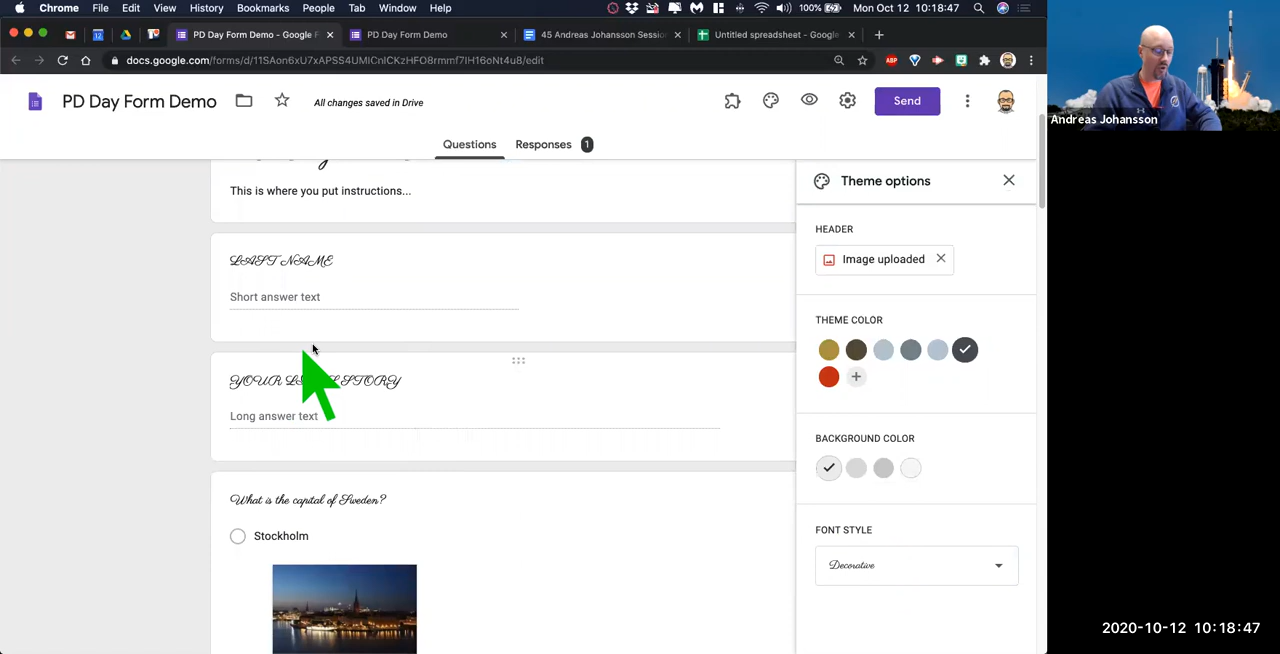 Chrome File Edit View History Bookmarks People Tab Window Help 100% Mon Oct 12 10:18:47
PD Day Form Demo - Google F PD Day Form Demo 45 Andreas Johansson Sessio Untitled spreadsheet - Google
docs.google.com/forms/d/11SAon6xU7xAPSS4UMlCnlCKzHFO8rmmf7lH16oNt4u8/edit ABP
PD Day Form Demo All changes saved in Drive Send
Andreas Johansson
Questions Responses 1
This is where you put instructions...
Theme options
HEADER
Image uploaded
LAST NAME
Short answer text
THEME COLOR
YOUR STORY
Long answer text
BACKGROUND COLOR
What is the capital of Sweden?
Stockholm
FONT STYLE
Decorative
2020-10-12 10:18:47